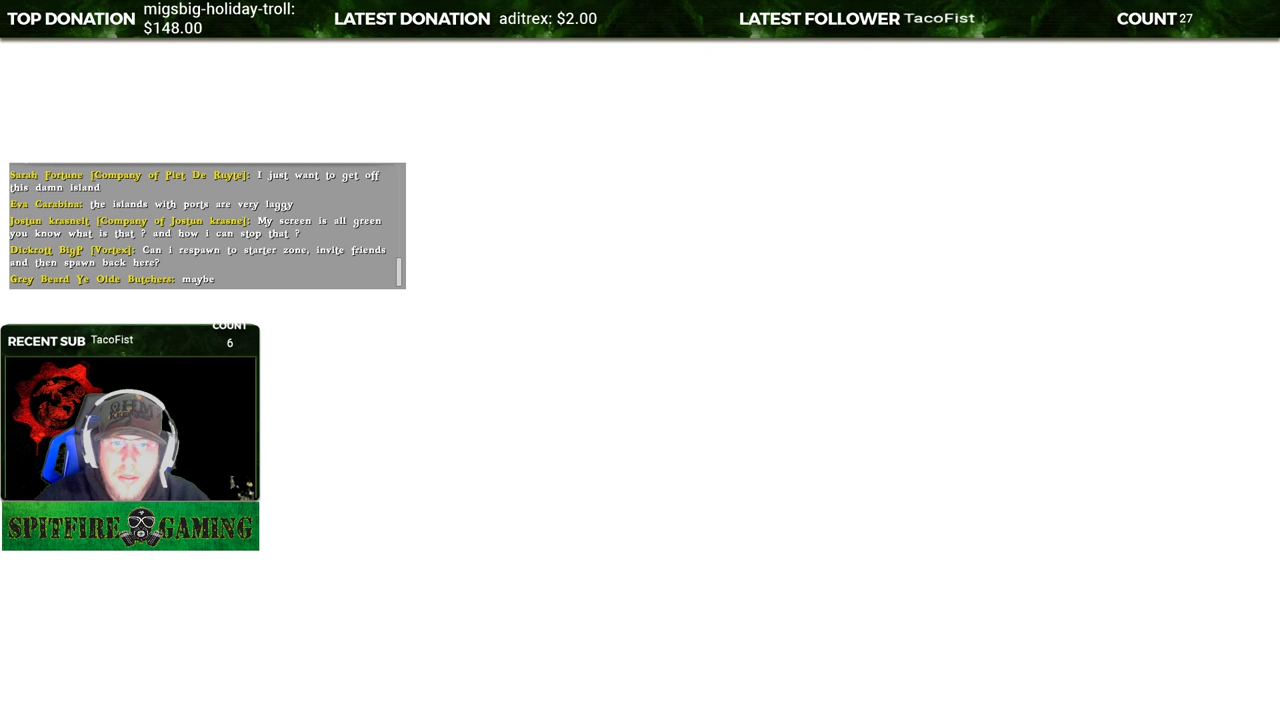 TOP DONATION migsbig-holiday-troll: $148.00 LATEST DONATION aditrex: $2.00 LATEST FOLLOWER TacoFist COUNT 27
Sarah Fortune [Company of Piet De Ruyte]: I just want to get off
this damn island
Eva Carabina: the islands with ports are very laggy
Jostun krasnelt [Company of Jostun krasne]: My screen is all green
you know what is that ? and how i can stop that ?
Dickrott BigP [Vortex]: Can i respawn to starter zone, invite friends
and then spawn back here?
Grey Beard Ye Olde Butchers: maybe
COUNT
RECENT SUB TacoFist 6
OHM
SPITFIRE GAMING